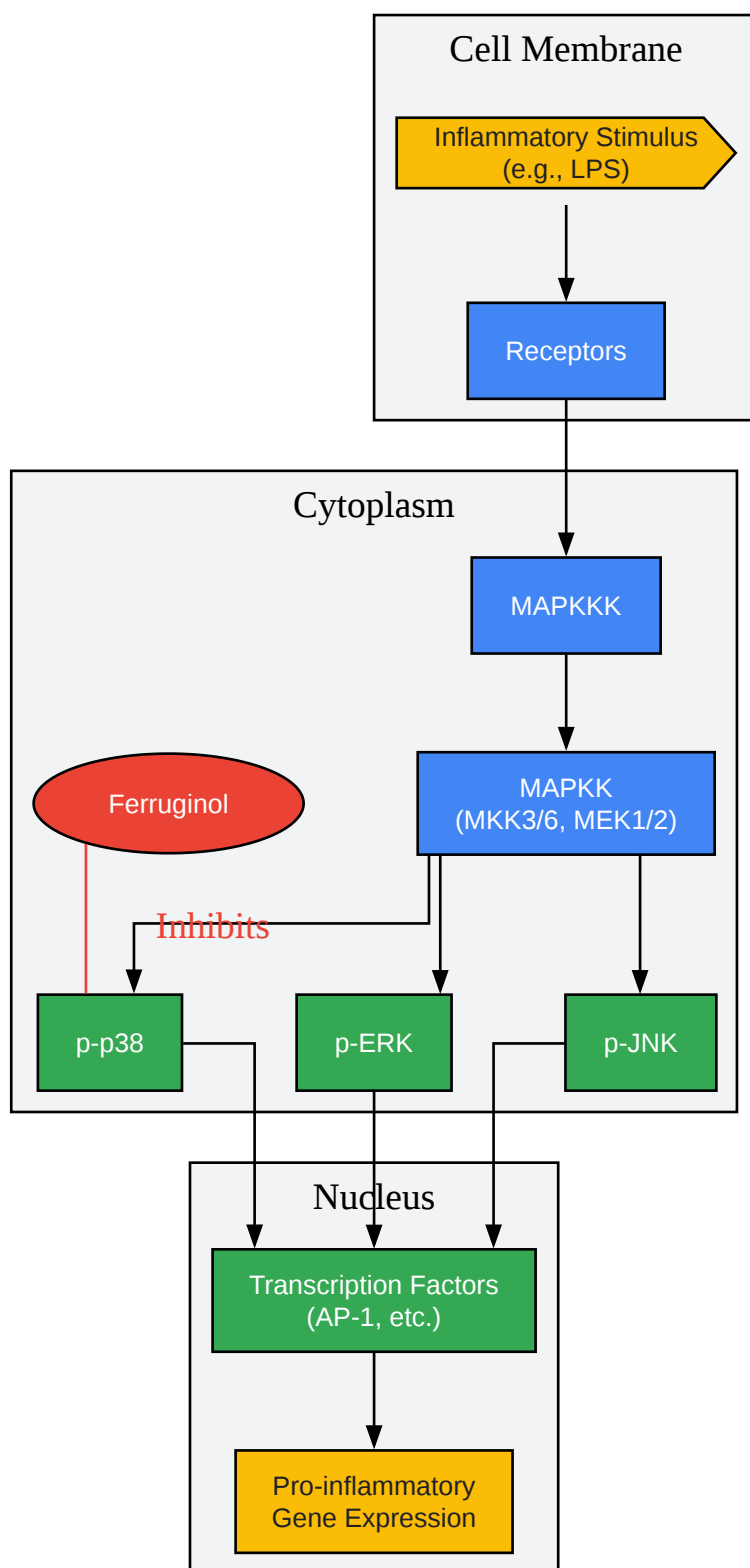 Cell Membrane
Inflammatory Stimulus
(e.g., LPS)
Receptors
Cytoplasm
MAPKKK
Ferruginol
MAPKK
(MKK3/6, MEK1/2)
Inhibits
p-p38
p-ERK
p-JNK
Nucleus
Transcription Factors
(AP-1, etc.)
Pro-inflammatory
Gene Expression